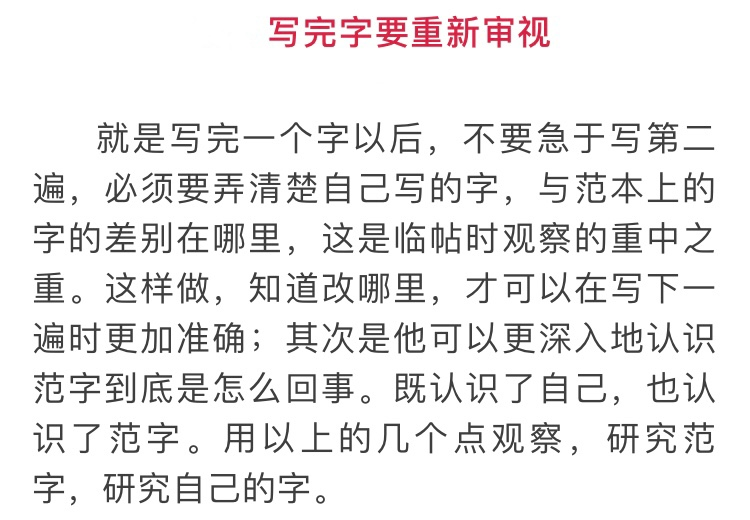 写完字要重新审视
就是写完一个字以后，不要急于写第二
遍，必须要弄清楚自己写的字，与范本上的
字的差别在哪里，这是临帖时观察的重中之
重。这样做，知道改哪里，才可以在写下一
遍时更加准确；其次是他可以更深入地认识
范字到底是怎么回事。既认识了自己，也认
识了范字。用以上的几个点观察，研究范
字，研究自己的字。